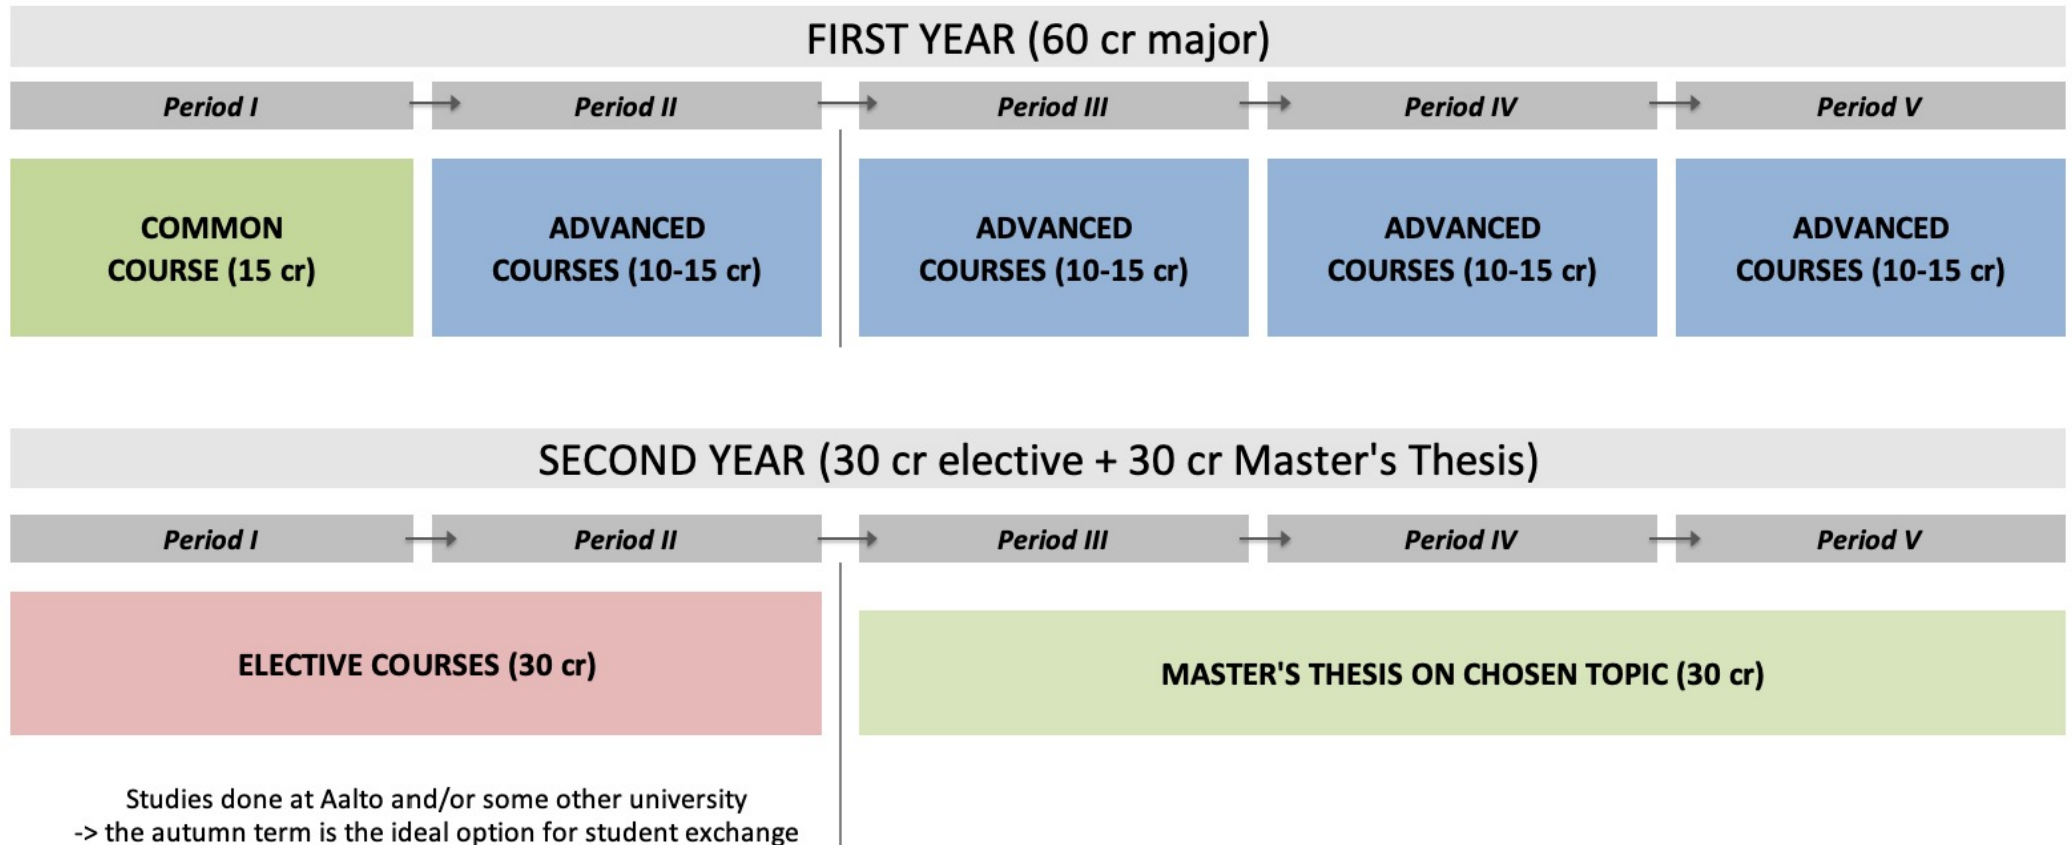 FIRST YEAR (60 cr major)
Period I
Period II
Period III
Period IV
Period V
COMMON
COURSE (15 cr)
ADVANCED
COURSES (10-15 cr)
ADVANCED
COURSES (10-15 cr)
ADVANCED
COURSES (10-15 cr)
ADVANCED
COURSES (10-15 cr)
SECOND YEAR (30 cr elective + 30 cr Master's Thesis)
Period I
Period II
Period III
Period IV
Period V
ELECTIVE COURSES (30 cr)
MASTER'S THESIS ON CHOSEN TOPIC (30 cr)
Studies done at Aalto and/or some other university
-> the autumn term is the ideal option for student exchange